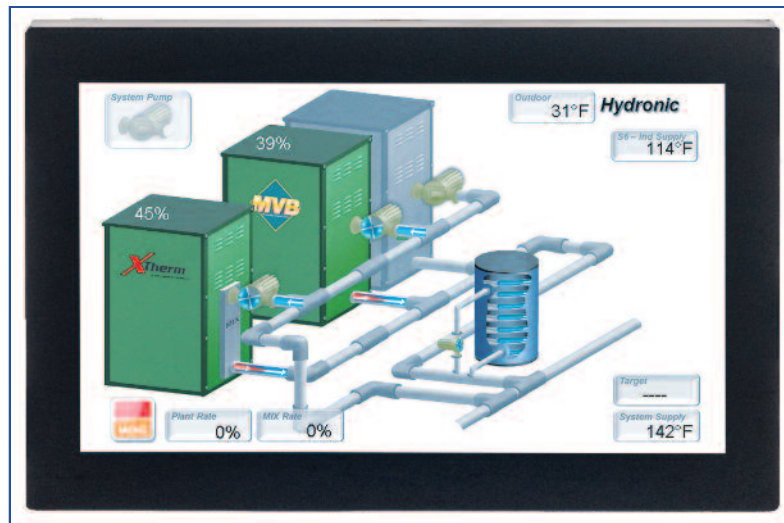 System Pump
Outdoor
31°F
Hydronic
S6 – Ind Supply
114°F
39%
MVB
45%
XTherm
MIX
Target
----
System Supply
142°F
Plant Rate
0%
MIX Rate
0%